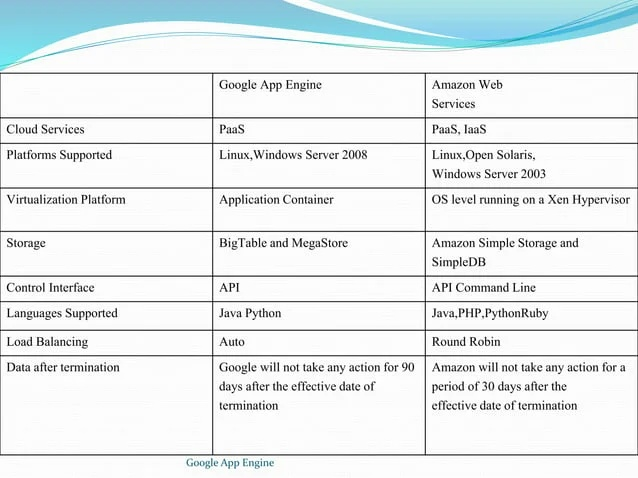 Google App Engine
Amazon Web
Services
Cloud Services
PaaS
PaaS, IaaS
Platforms Supported
Linux,Windows Server 2008
Linux,Open Solaris,
Windows Server 2003
Virtualization Platform
Application Container
OS level running on a Xen Hypervisor
Storage
BigTable and MegaStore
Amazon Simple Storage and
SimpleDB
Control Interface
API
API Command Line
Languages Supported
Java Python
Java,PHP,PythonRuby
Load Balancing
Auto
Round Robin
Data after termination
Google will not take any action for 90
days after the effective date of
termination
Amazon will not take any action for a
period of 30 days after the
effective date of termination
Google App Engine